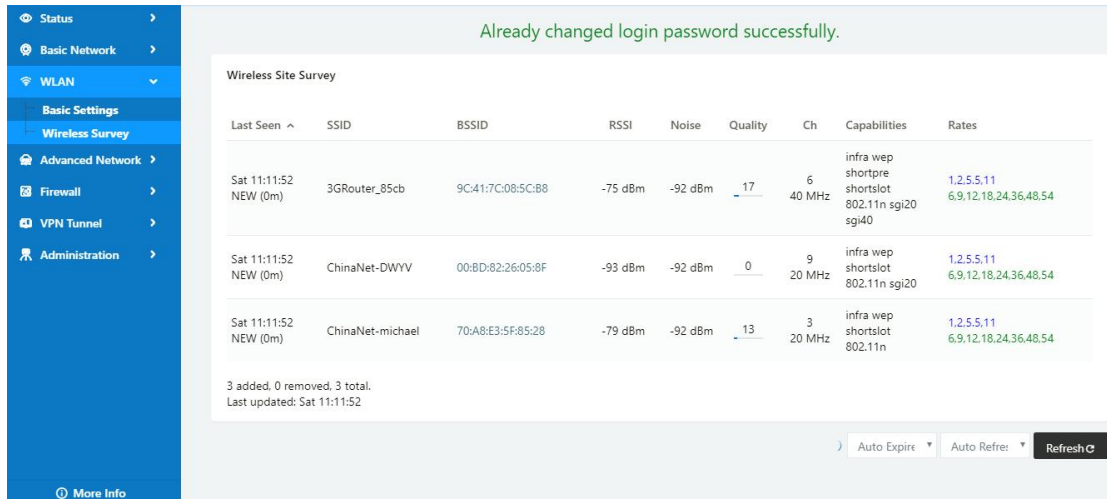 Status
Basic Network
WLAN
Basic Settings
Wireless Survey
Advanced Network
Firewall
VPN Tunnel
Administration
More Info
Already changed login password successfully.
Wireless Site Survey
Last Seen SSID BSSID RSSI Noise Quality Ch Capabilities Rates
Sat 11:11:52
NEW (0m)
3GRouter_85cb
9C:41:7C:08:5C:B8
-75 dBm
-92 dBm
17
6
40 MHz
infra wep
shortpre
shortslot
802.11n sgi20
sgi40
1,2,5.5,11
6,9,12,18,24,36,48,54
Sat 11:11:52
NEW (0m)
ChinaNet-DWYV
00:BD:82:26:05:8F
-93 dBm
-92 dBm
0
9
20 MHz
infra wep
shortslot
802.11n sgi20
1,2,5.5,11
6,9,12,18,24,36,48,54
Sat 11:11:52
NEW (0m)
ChinaNet-michael
70:A8:E3:5F:85:28
-79 dBm
-92 dBm
13
3
20 MHz
infra wep
shortslot
802.11n
1,2,5.5,11
6,9,12,18,24,36,48,54
3 added, 0 removed, 3 total.
Last updated: Sat 11:11:52
Auto Expire
Auto Refre
Refresh